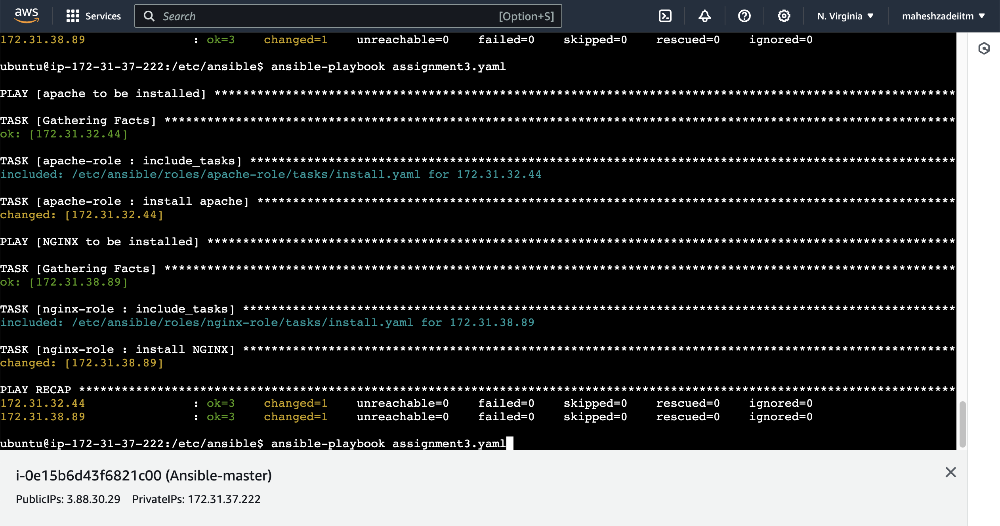 aws Services Search [Option+S] N. Virginia maheshzadeiitm
172.31.38.89 : ok=3 changed=1 unreachable=0 failed=0 skipped=0 rescued=0 ignored=0
ubuntu@ip-172-31-37-222:/etc/ansible$ ansible-playbook assignment3.yaml
PLAY [apache to be installed] ********************************************************************************************************
TASK [Gathering Facts] ***************************************************************************************************************
ok: [172.31.32.44]
TASK [apache-role : include_tasks] ***************************************************************************************************
included: /etc/ansible/roles/apache-role/tasks/install.yaml for 172.31.32.44
TASK [apache-role : install apache] **************************************************************************************************
changed: [172.31.32.44]
PLAY [NGINX to be installed] *********************************************************************************************************
TASK [Gathering Facts] ***************************************************************************************************************
ok: [172.31.38.89]
TASK [nginx-role : include_tasks] ****************************************************************************************************
included: /etc/ansible/roles/nginx-role/tasks/install.yaml for 172.31.38.89
TASK [nginx-role : install NGINX] ****************************************************************************************************
changed: [172.31.38.89]
PLAY RECAP ***************************************************************************************************************************
172.31.32.44 : ok=3 changed=1 unreachable=0 failed=0 skipped=0 rescued=0 ignored=0
172.31.38.89 : ok=3 changed=1 unreachable=0 failed=0 skipped=0 rescued=0 ignored=0
ubuntu@ip-172-31-37-222:/etc/ansible$ ansible-playbook assignment3.yaml
i-0e15b6d43f6821c00 (Ansible-master)
PublicIPs: 3.88.30.29 PrivateIPs: 172.31.37.222